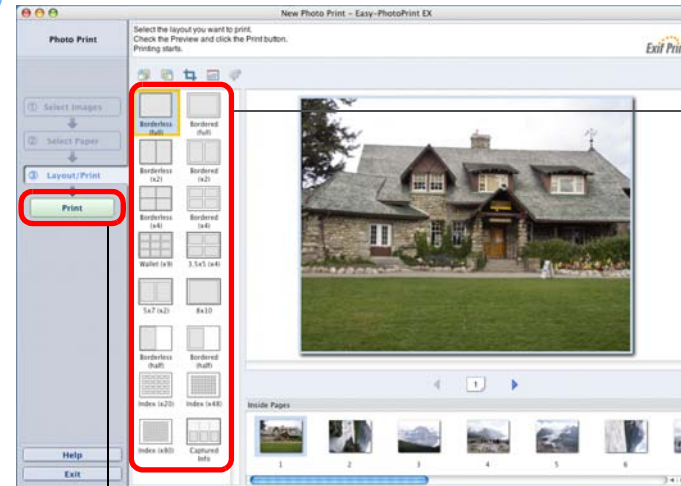 New Photo Print – Easy-PhotoPrint EX
Photo Print
Select the layout you want to print.
Check the Preview and click the Print button.
Printing starts.
Exif Prin
① Select Images
② Select Paper
③ Layout/Print
Print
Borderless (full)
Bordered (full)
Borderless (x2)
Bordered (x2)
Borderless (x4)
Bordered (x4)
Wallet (x9)
3.5x5 (x4)
5x7 (x2)
8x10
Borderless (half)
Bordered (half)
Index (x20)
Index (x48)
Index (x80)
Captured Info
1
Inside Pages
1 2 3 4 5 6
Help
Exit